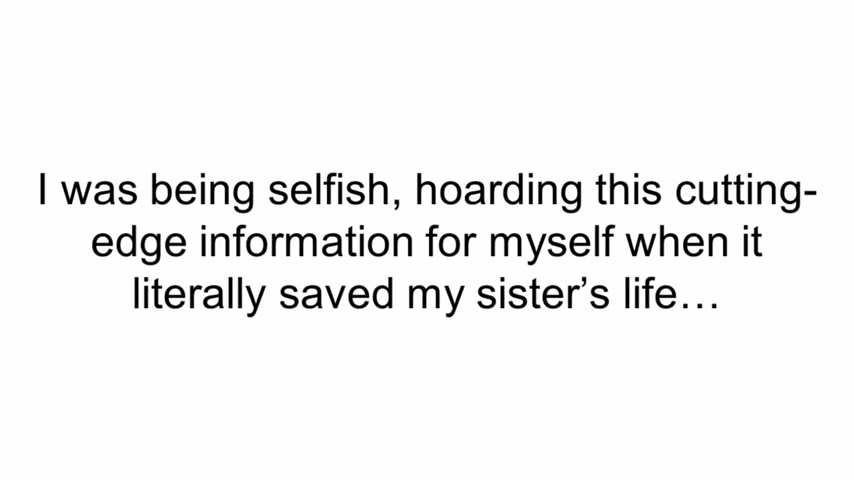 I was being selfish, hoarding this cutting-
edge information for myself when it
literally saved my sister’s life…